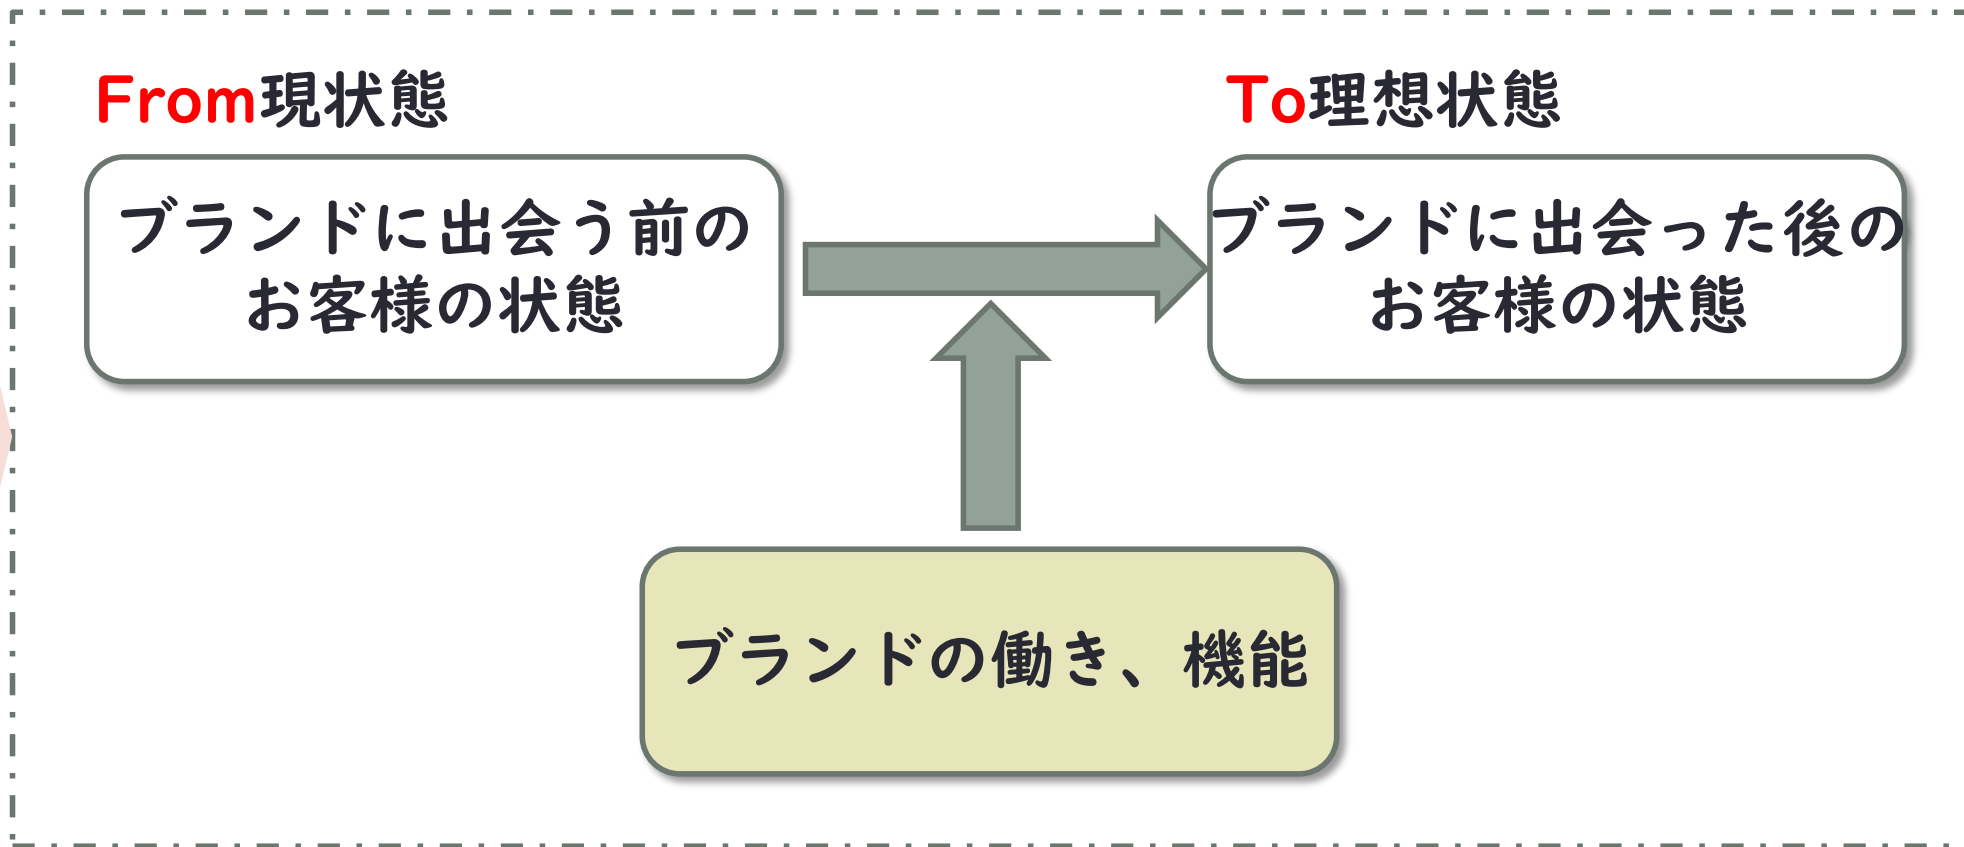 From現状態
To理想状態
ブランドに出会う前の
お客様の状態
ブランドに出会った後の
お客様の状態
ブランドの働き、機能